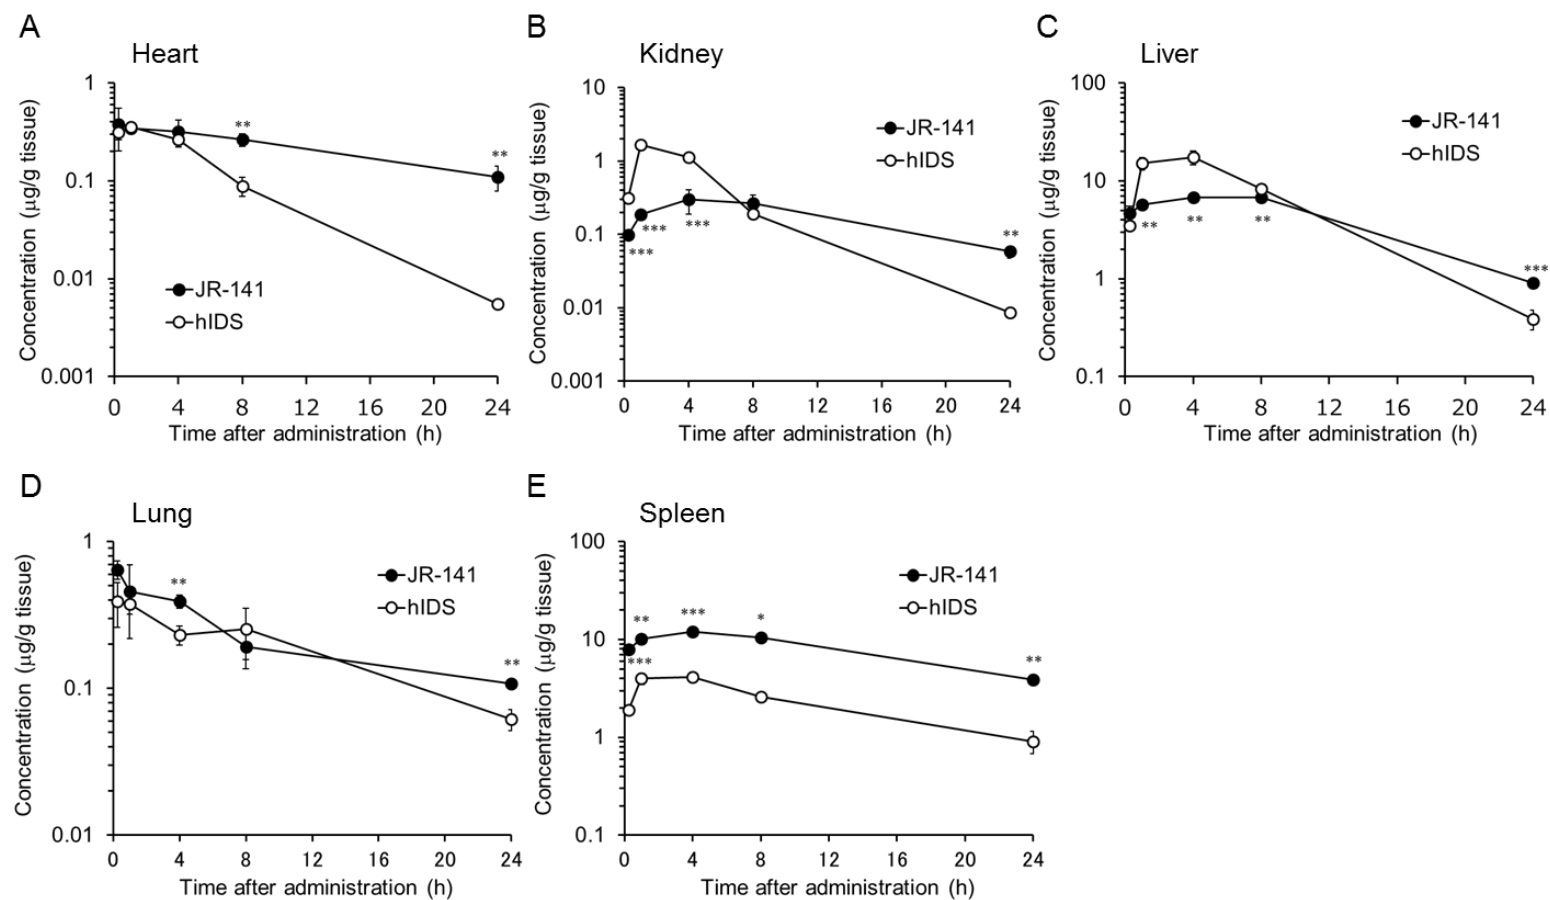 A
Heart
Concentration (μg/g tissue)
1
0.1
0.01
0.001
**
**
JR-141
hIDS
0 4 8 12 16 20 24
Time after administration (h)
B
Kidney
Concentration (μg/g tissue)
10
1
0.1
0.01
0.001
JR-141
hIDS
***
***
***
**
0 4 8 12 16 20 24
Time after administration (h)
C
Liver
Concentration (μg/g tissue)
100
10
1
0.1
JR-141
hIDS
**
**
**
***
0 4 8 12 16 20 24
Time after administration (h)
D
Lung
Concentration (μg/g tissue)
1
0.1
0.01
JR-141
hIDS
**
**
0 4 8 12 16 20 24
Time after administration (h)
E
Spleen
Concentration (μg/g tissue)
100
10
1
0.1
JR-141
hIDS
**
***
*
***
**
0 4 8 12 16 20 24
Time after administration (h)